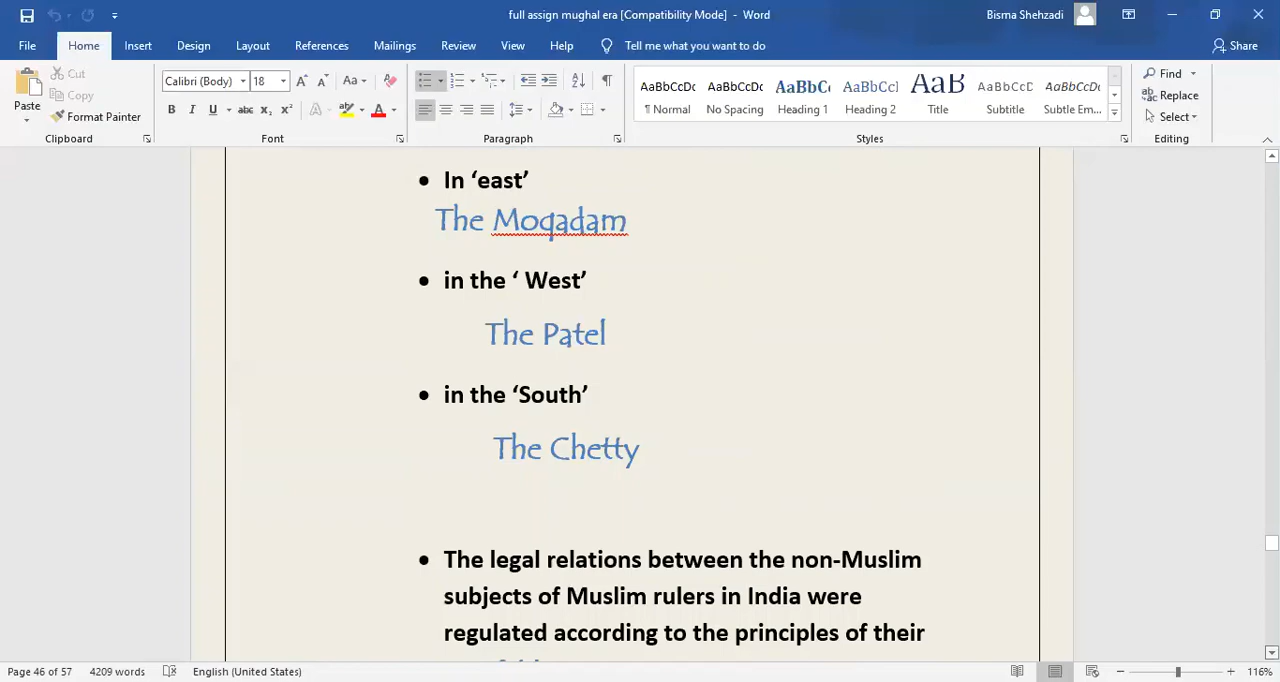 full assign mughal era [Compatibility Mode] - Word
Bisma Shehzadi
File Home Insert Design Layout References Mailings Review View Help Tell me what you want to do Share
Paste
Cut
Copy
Format Painter
Clipboard
Calibri (Body) 18
Font
Paragraph
AaBbCcDc AaBbCcDc AaBbC( AaBbCc] AaB AaBbCcD AaBbCcDc
¶ Normal No Spacing Heading 1 Heading 2 Title Subtitle Subtle Em...
Styles
Find
Replace
Select
Editing
• In ‘east’
The Moqadam
• in the ‘ West’
The Patel
• in the ‘South’
The Chetty
• The legal relations between the non-Muslim
subjects of Muslim rulers in India were
regulated according to the principles of their
Page 46 of 57 4209 words English (United States) 116%